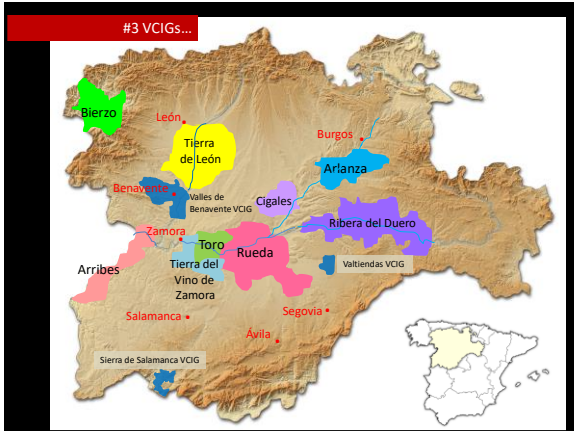 #3 VCIGs...
Bierzo
León
Tierra
de León
Burgos
Arlanza
Benavente
Valles de
Benavente VCIG
Cigales
Zamora
Toro
Rueda
Ribera del Duero
Arribes
Tierra del
Vino de
Zamora
Valtiendas VCIG
Salamanca
Segovia
Ávila
Sierra de Salamanca VCIG